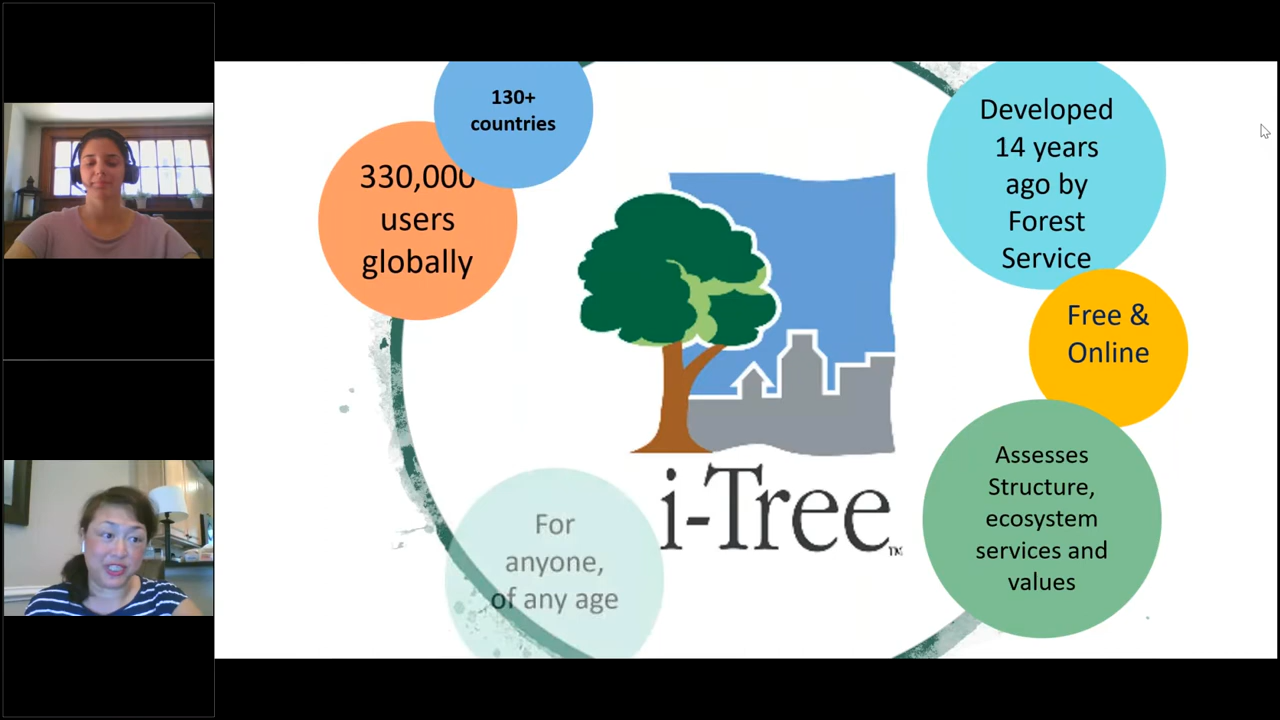 130+
countries
330,000
users
globally
Developed
14 years
ago by
Forest
Service
Free &
Online
Assesses
Structure,
ecosystem
services and
values
For
anyone,
of any age
i-Tree™